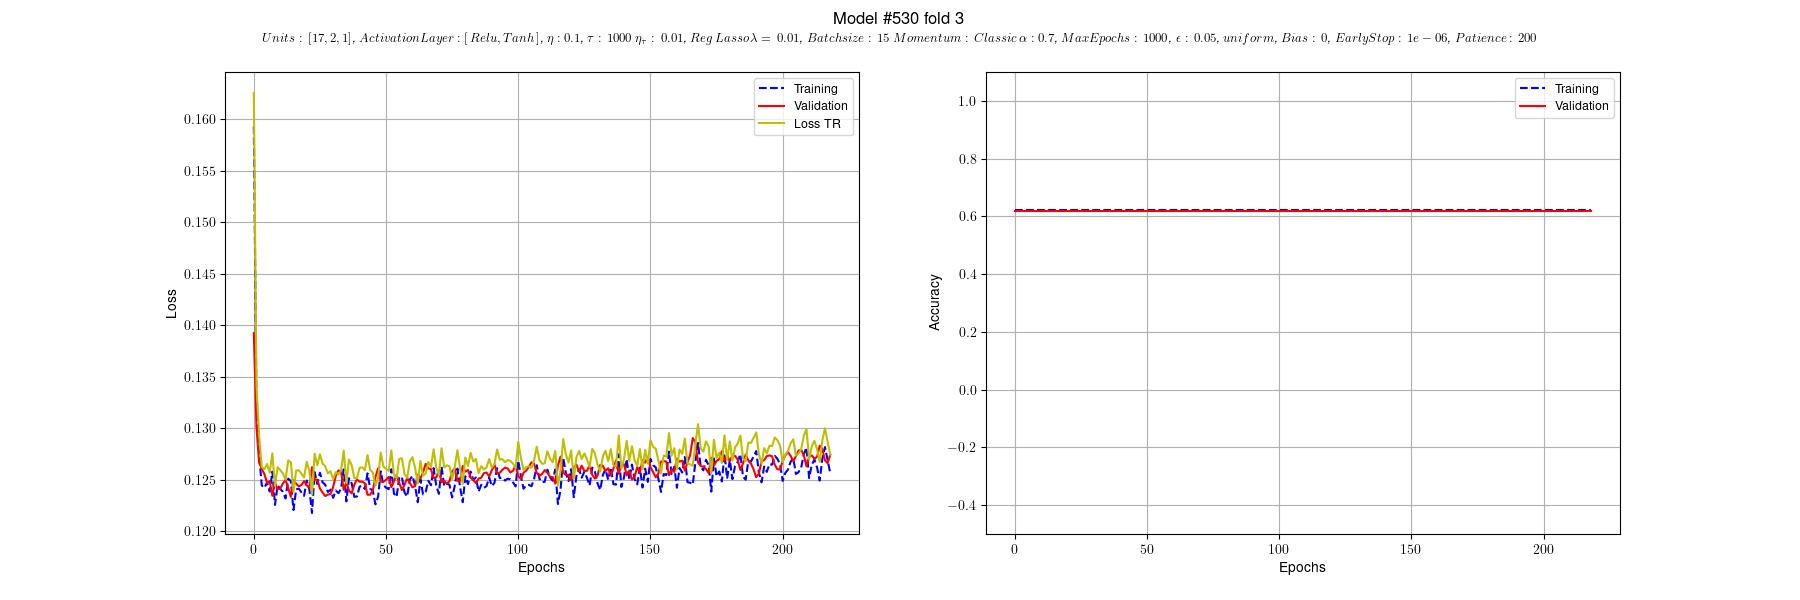 Model #530 fold 3
Units : [17, 2, 1], ActivationLayer : [ Relu, Tanh ], η : 0.1, τ : 1000 ητ : 0.01, Reg Lasso λ = 0.01, Batchsize : 15 Momentum : Classic α : 0.7, MaxEpochs : 1000, ϵ : 0.05, uniform, Bias : 0, EarlyStop : 1e − 06, Patience : 200
Training
Validation
Loss TR
0.160
0.155
0.150
0.145
0.140
0.135
0.130
0.125
0.120
Loss
0
50
100
150
200
Epochs
Training
Validation
1.0
0.8
0.6
0.4
0.2
0.0
−0.2
−0.4
Accuracy
0
50
100
150
200
Epochs